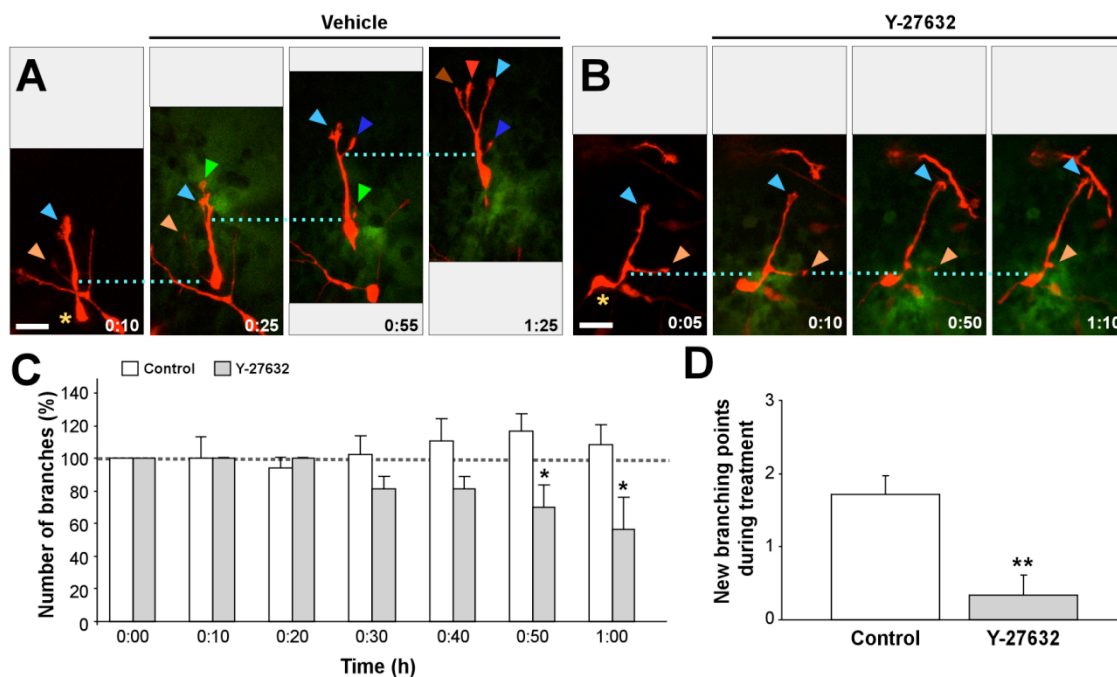 Vehicle
Y-27632
A
*
0:10
0:25
0:55
1:25
B
*
0:05
0:10
0:50
1:10
C
Control
Y-27632
Number of branches (%)
140
120
100
80
60
40
20
0
*
*
0:00
0:10
0:20
0:30
0:40
0:50
1:00
Time (h)
D
New branching points
during treatment
3
2
1
0
**
Control
Y-27632